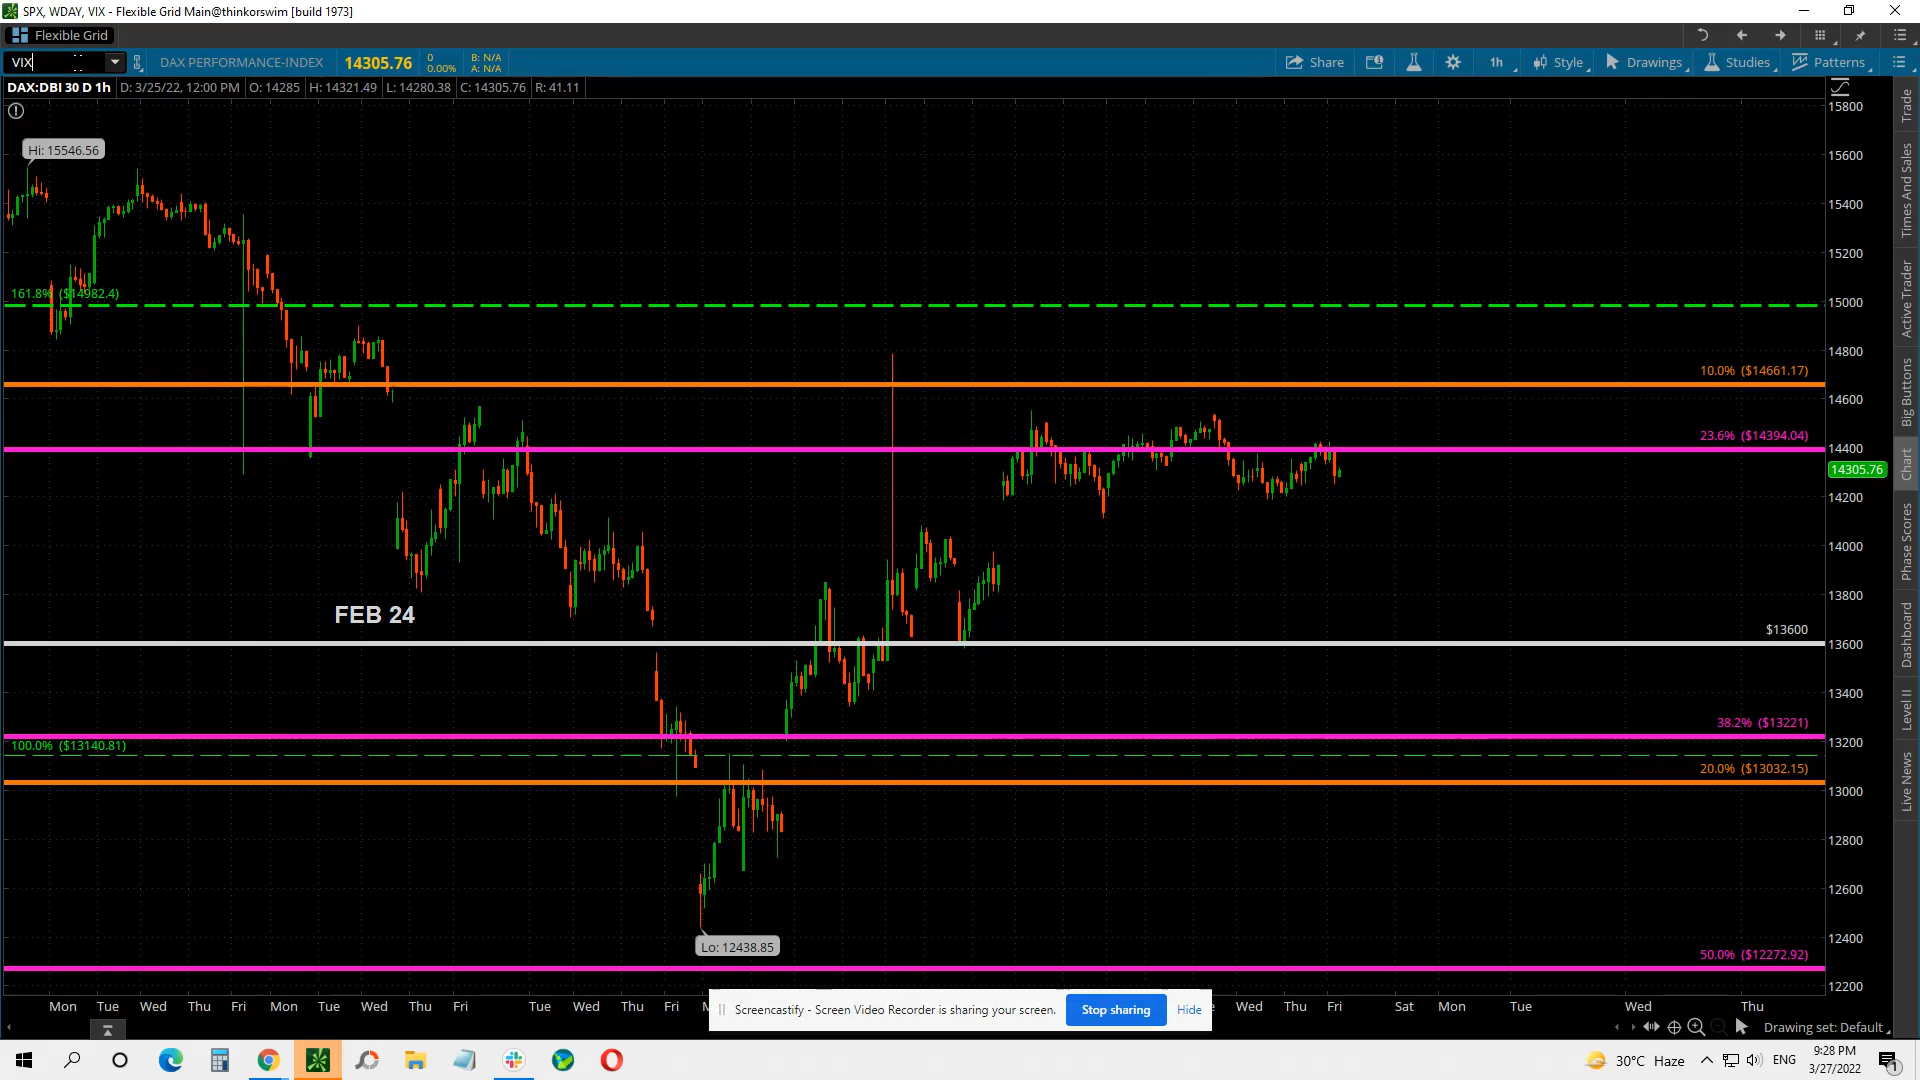 SPX, WDAY, VIX - Flexible Grid Main@thinkorswim [build 1973]
Flexible Grid
VIX DAX PERFORMANCE-INDEX 14305.76 0 0.00% B: N/A A: N/A Share 1h Style Drawings Studies Patterns
DAX:DBI 30 D 1h D: 3/25/22, 12:00 PM O: 14285 H: 14321.49 L: 14280.38 C: 14305.76 R: 41.11
15800
Hi: 15546.56
15600
15400
15200
161.8% ($14982.4)
15000
14800
10.0% ($14661.17)
14600
23.6% ($14394.04)
14400
14305.76
14200
14000
13800
FEB 24
$13600
13600
13400
38.2% ($13221)
100.0% ($13140.81)
13200
20.0% ($13032.15)
13000
12800
12600
Lo: 12438.85
12400
50.0% ($12272.92)
12200
Mon Tue Wed Thu Fri Mon Tue Wed Thu Fri Tue Wed Thu Fri Wed Thu Fri Sat Mon Tue Wed Thu
Screencastify - Screen Video Recorder is sharing your screen. Stop sharing Hide
Drawing set: Default
Trade
Times And Sales
Active Trader
Big Buttons
Chart
Phase Scores
Dashboard
Level II
Live News
30°C Haze ENG 9:28 PM
3/27/2022
1